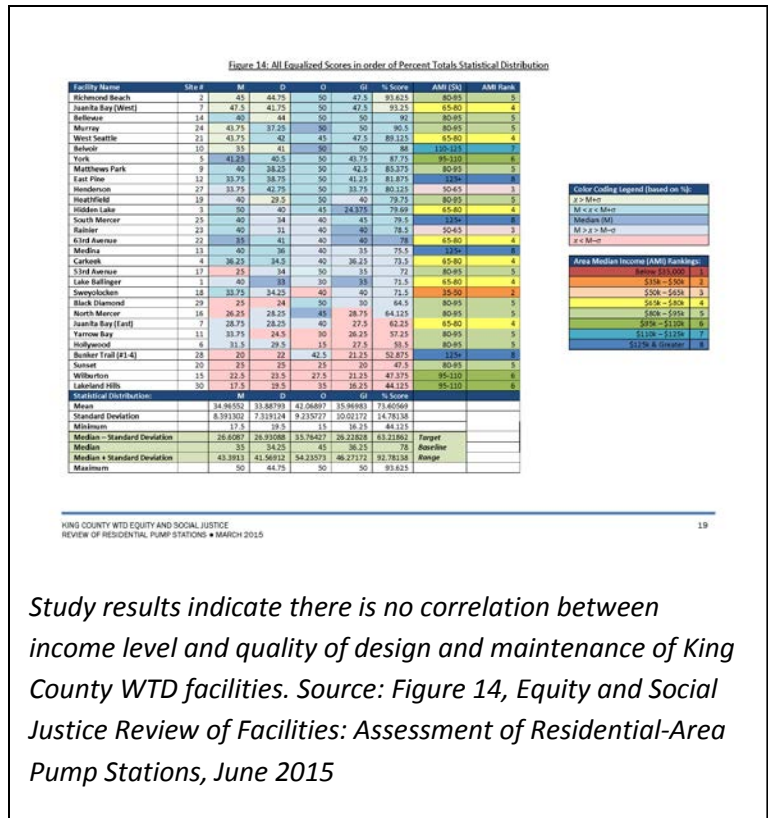 Figure 14: All Equalized Scores in order of Percent Totals Statistical Distribution
Facility Name Site # M D O GI % Score AMI ($k) AMI Rank
Richmond Beach 2 45 44.75 50 47.5 93.625 80-95 5
Juanita Bay (West) 7 47.5 41.75 50 47.5 93.25 65-80 4
Bellevue 14 40 44 50 50 92 80-95 5
Murray 24 43.75 37.25 50 50 90.5 80-95 5
West Seattle 21 43.75 42 45 47.5 89.125 65-80 4
Belvoir 10 35 41 50 50 88 110-125 7
York 5 41.25 40.5 50 43.75 87.75 95-110 6
Matthews Park 9 40 38.25 50 42.5 85.375 80-95 5
East Pine 12 33.75 38.75 50 41.25 81.875 125+ 8
Henderson 27 33.75 42.75 50 33.75 80.125 50-65 3
Heathfield 19 40 29.5 50 40 79.75 80-95 5
Hidden Lake 3 50 40 45 24.375 79.69 65-80 4
South Mercer 25 40 34 40 45 79.5 125+ 8
Rainier 23 40 31 40 40 78.5 50-65 3
63rd Avenue 22 35 41 40 40 78 65-80 4
Medina 13 40 36 40 35 75.5 125+ 8
Carkeek 4 36.25 34.5 40 36.25 73.5 65-80 4
53rd Avenue 17 25 34 50 35 72 80-95 5
Lake Ballinger 1 40 33 30 35 71.5 65-80 4
Sweyolocken 18 33.75 34.25 40 40 71.5 35-50 2
Black Diamond 29 25 24 50 30 64.5 80-95 5
North Mercer 16 26.25 28.25 45 28.75 64.125 80-95 5
Juanita Bay (East) 7 28.75 28.25 40 27.5 62.25 65-80 4
Yarrow Bay 11 33.75 24.5 30 26.25 57.25 80-95 5
Hollywood 6 31.5 29.5 15 27.5 51.5 80-95 5
Bunker Trail (#1-4) 28 20 22 42.5 21.25 52.875 125+ 8
Sunset 20 25 25 25 20 47.5 80-95 5
Wilburton 15 22.5 23.5 27.5 21.25 47.375 95-110 6
Lakeland Hills 30 17.5 19.5 35 16.25 44.125 95-110 6
Statistical Distribution: M D O GI % Score
Mean 34.96552 33.88793 42.06897 35.96983 73.60569
Standard Deviation 8.391302 7.319124 9.235727 10.02172 14.78138
Minimum 17.5 19.5 15 16.25 44.125
Median – Standard Deviation 26.6087 26.93088 35.76427 26.22828 63.21862 Target
Median 35 34.25 45 36.25 78 Baseline
Median + Standard Deviation 43.3913 41.56912 54.23573 46.27172 92.78138 Range
Maximum 50 44.75 50 50 93.625
Color Coding Legend (based on %):
x > M+σ
M < x < M+σ
Median (M)
M > x > M–σ
x < M–σ
Area Median Income (AMI) Rankings:
Below $35,000 1
$35k – $50k 2
$50k – $65k 3
$65k – $80k 4
$80k – $95k 5
$95k – $110k 6
$110k – $125k 7
$125k & Greater 8
KING COUNTY WTD EQUITY AND SOCIAL JUSTICE
REVIEW OF RESIDENTIAL PUMP STATIONS ● MARCH 2015
19
Study results indicate there is no correlation between
income level and quality of design and maintenance of King
County WTD facilities. Source: Figure 14, Equity and Social
Justice Review of Facilities: Assessment of Residential-Area
Pump Stations, June 2015